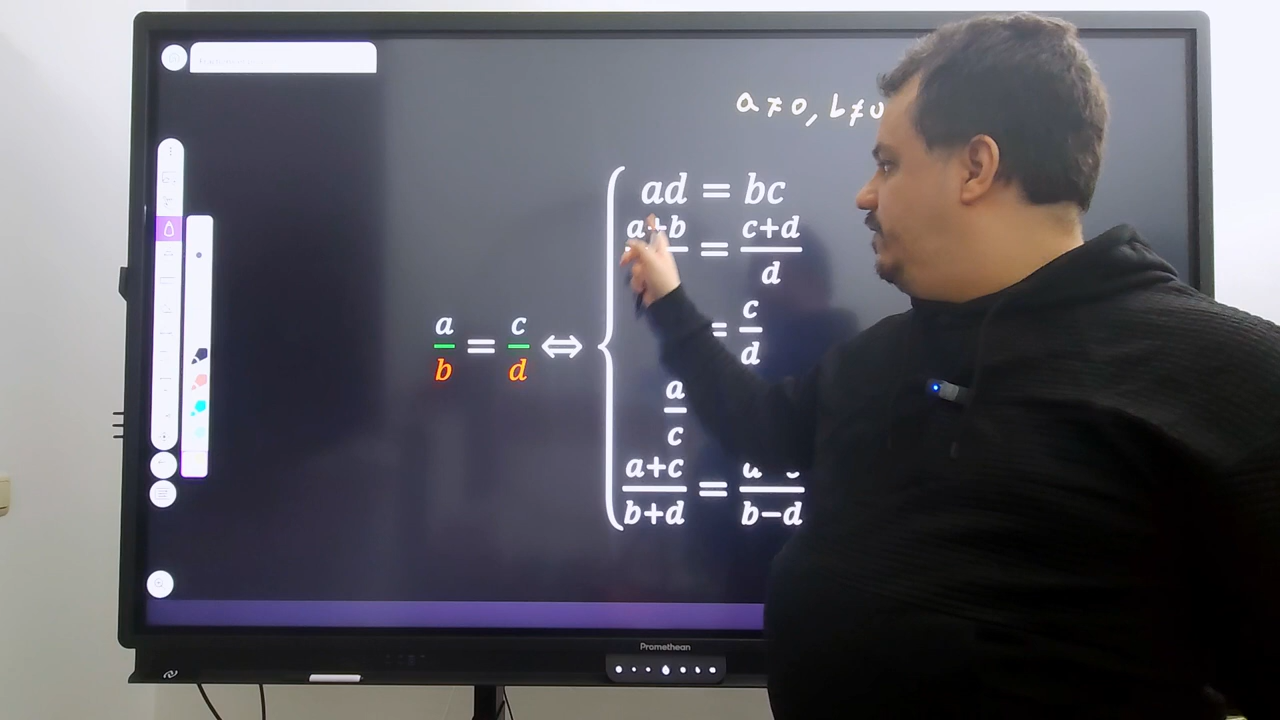 a ≠ 0, b ≠ 0
ad = bc
a+b = c+d
d
= c/d
a/b = c/d ⇔
a
c
a+c/b+d =
b−d
Promethean